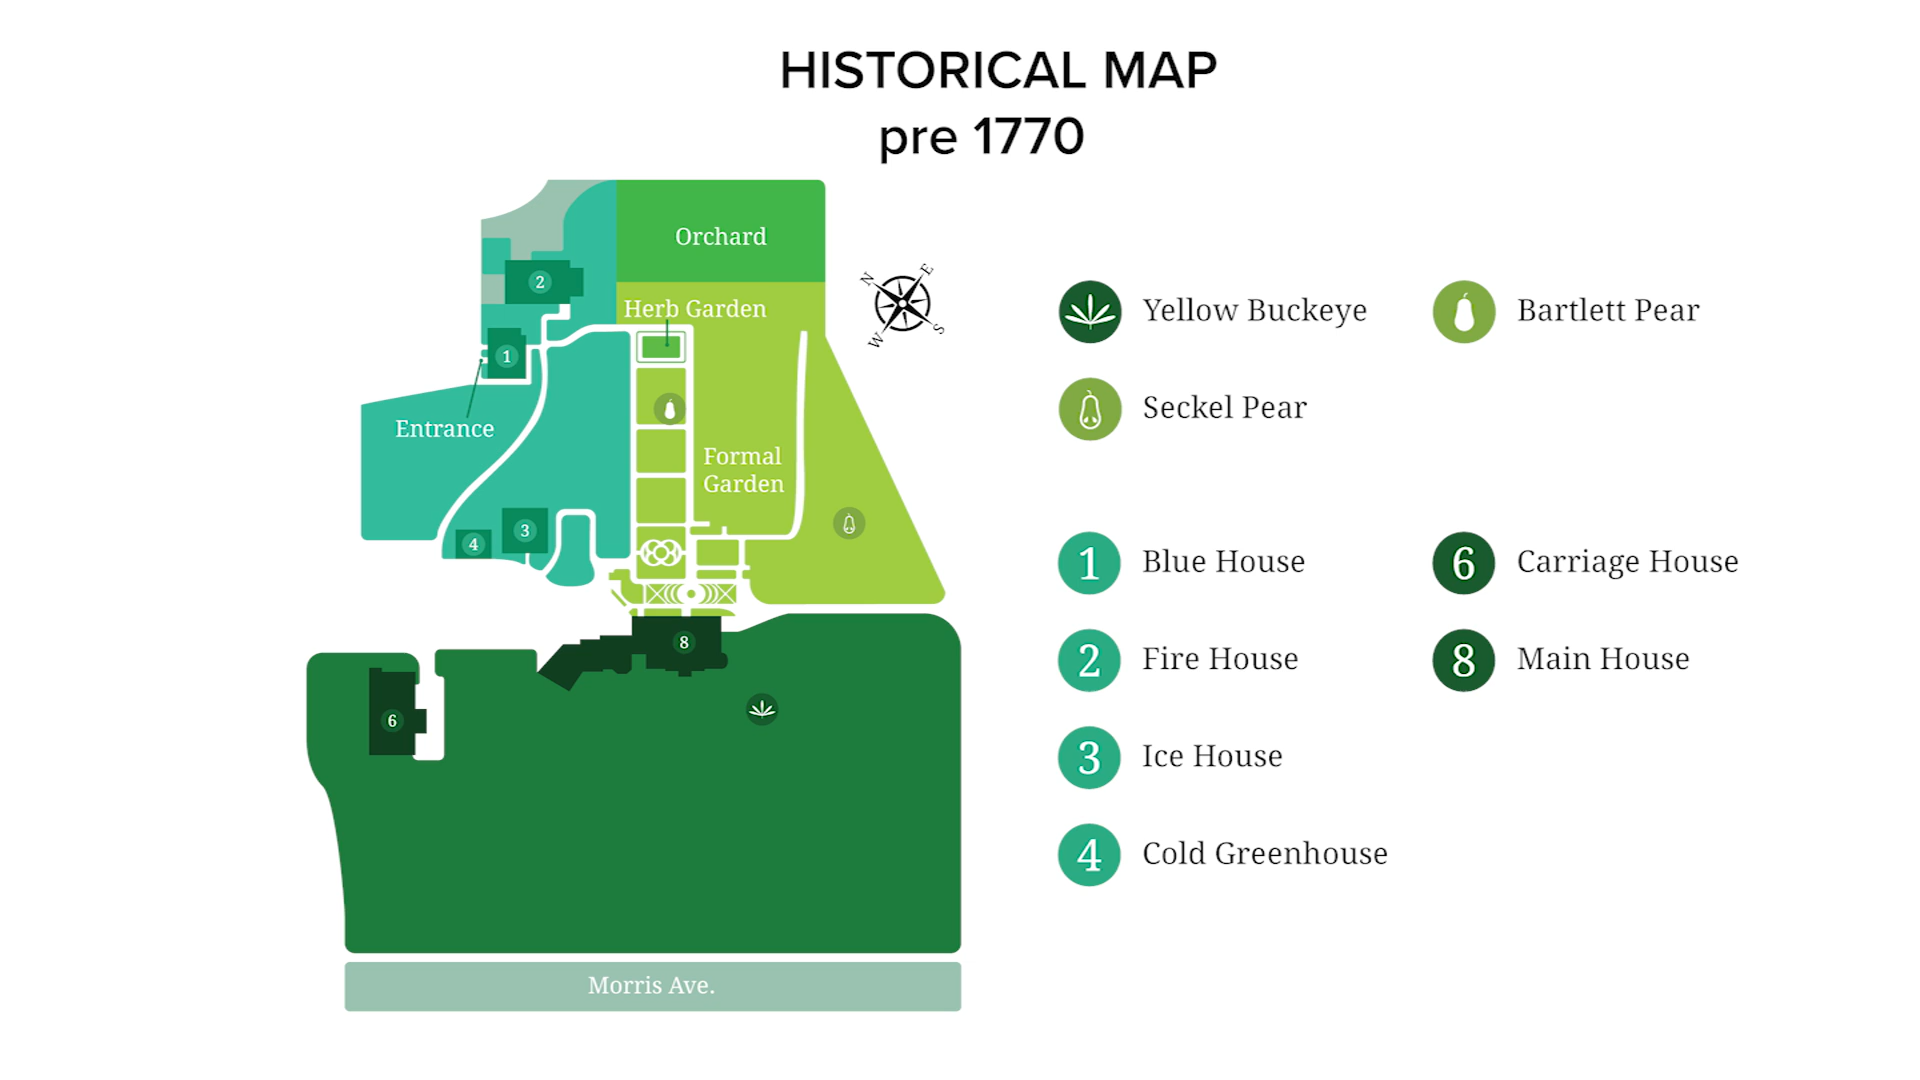 HISTORICAL MAP
pre 1770
Orchard
2
Herb Garden
1
Entrance
Formal
Garden
3
4
8
6
Morris Ave.
N
E
S
W
Yellow Buckeye
Bartlett Pear
Seckel Pear
1 Blue House
6 Carriage House
2 Fire House
8 Main House
3 Ice House
4 Cold Greenhouse